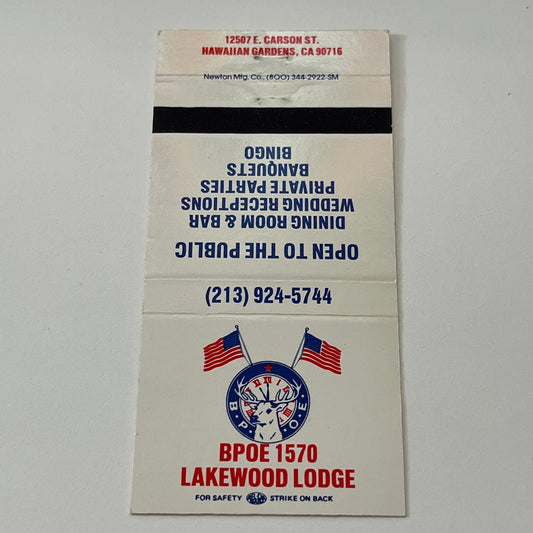 12507 E. CARSON ST.
HAWAIIAN GARDENS, CA 90716
Newton Mfg. Co., (800) 344-2922-SM
OPEN TO THE PUBLIC
DINING ROOM & BAR
WEDDING RECEPTIONS
PRIVATE PARTIES
BANQUETS
BINGO
(213) 924-5744
B·P·O·E
BPOE 1570
LAKEWOOD LODGE
FOR SAFETY STRIKE ON BACK